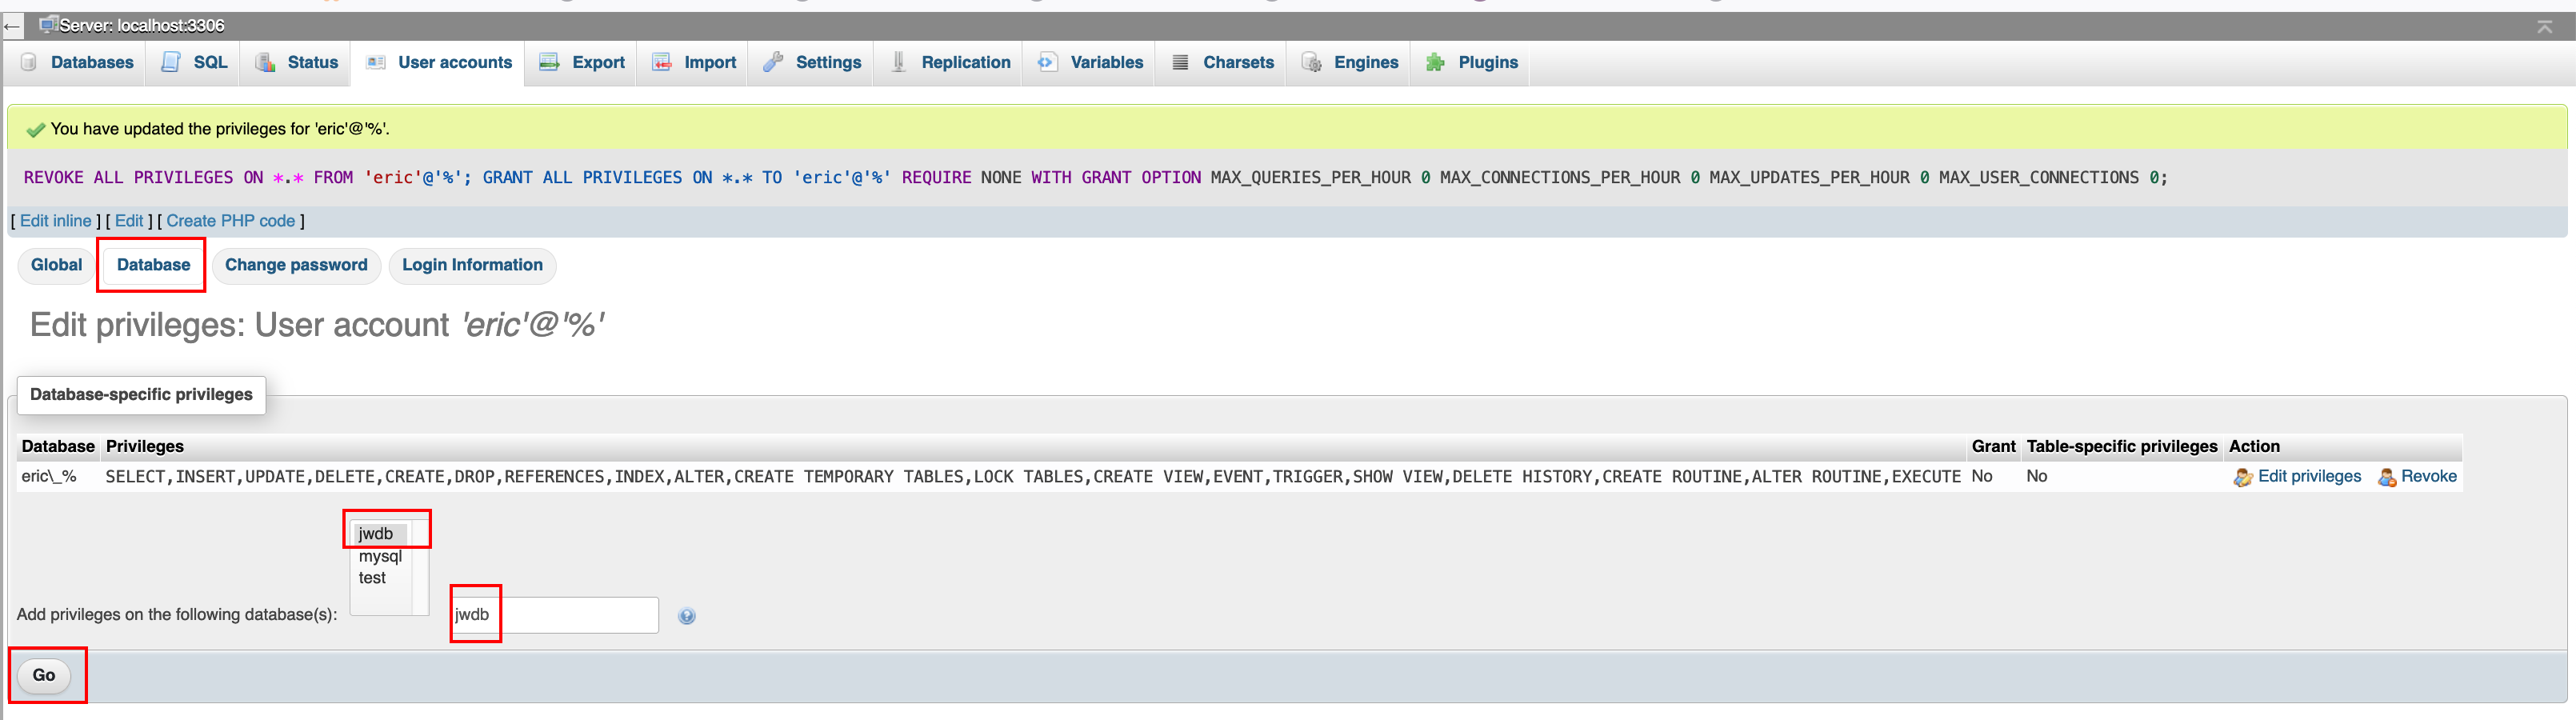 Server: localhost:3306
Databases SQL Status User accounts Export Import Settings Replication Variables Charsets Engines Plugins
You have updated the privileges for 'eric'@'%'.
REVOKE ALL PRIVILEGES ON *.* FROM 'eric'@'%'; GRANT ALL PRIVILEGES ON *.* TO 'eric'@'%' REQUIRE NONE WITH GRANT OPTION MAX_QUERIES_PER_HOUR 0 MAX_CONNECTIONS_PER_HOUR 0 MAX_UPDATES_PER_HOUR 0 MAX_USER_CONNECTIONS 0;
[ Edit inline ] [ Edit ] [ Create PHP code ]
Global Database Change password Login Information
Edit privileges: User account 'eric'@'%'
Database-specific privileges
Database Privileges Grant Table-specific privileges Action
eric\_% SELECT,INSERT,UPDATE,DELETE,CREATE,DROP,REFERENCES,INDEX,ALTER,CREATE TEMPORARY TABLES,LOCK TABLES,CREATE VIEW,EVENT,TRIGGER,SHOW VIEW,DELETE HISTORY,CREATE ROUTINE,ALTER ROUTINE,EXECUTE No No Edit privileges Revoke
jwdb
mysql
test
Add privileges on the following database(s): jwdb
Go